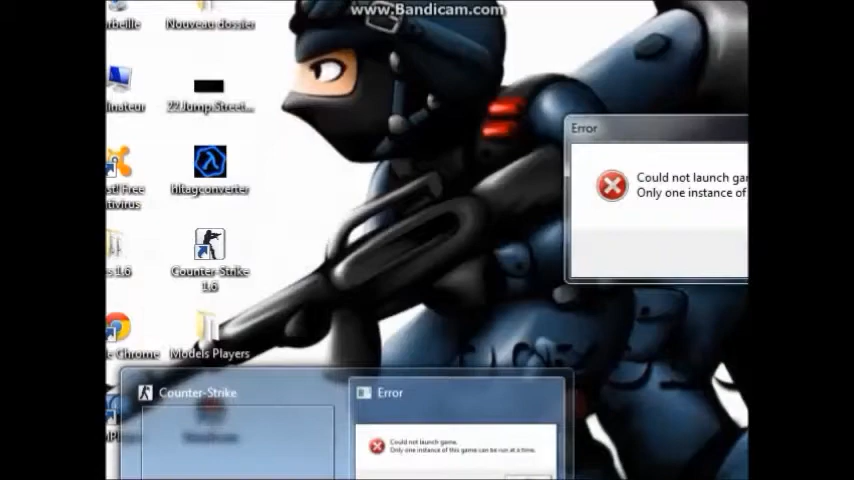 www.Bandicam.com
rbeille
Nouveau dossier
inateur
22.Jump.Street...
st! Free
tivirus
hltagconverter
s 1.6
Counter-Strike
1.6
Error
Could not launch gam
Only one instance of
e Chrome
Models Players
Counter-Strike
Error
Could not launch game.
Only one instance of this game can be run at a time.